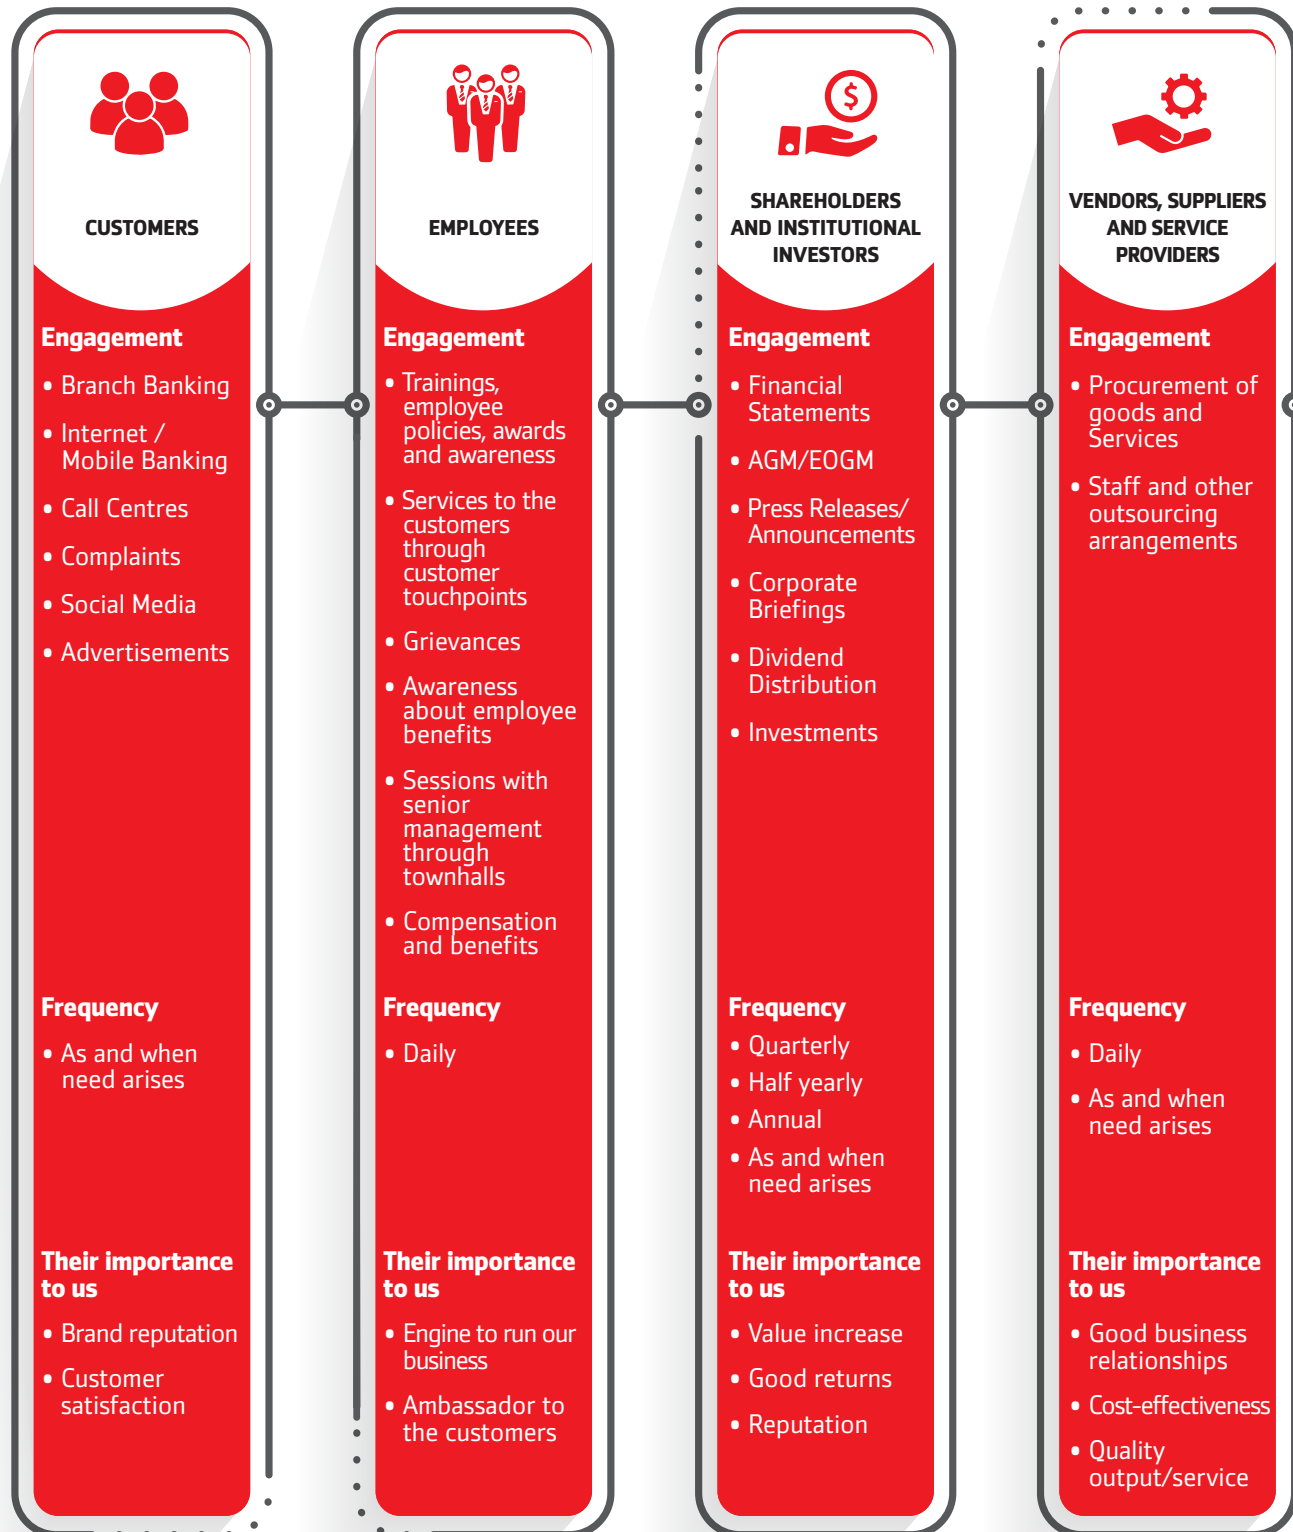 CUSTOMERS
Engagement
• Branch Banking
• Internet /
Mobile Banking
• Call Centres
• Complaints
• Social Media
• Advertisements
Frequency
• As and when
need arises
Their importance
to us
• Brand reputation
• Customer
satisfaction
EMPLOYEES
Engagement
• Trainings,
employee
policies, awards
and awareness
• Services to the
customers
through
customer
touchpoints
• Grievances
• Awareness
about employee
benefits
• Sessions with
senior
management
through
townhalls
• Compensation
and benefits
Frequency
• Daily
Their importance
to us
• Engine to run our
business
• Ambassador to
the customers
$
SHAREHOLDERS
AND INSTITUTIONAL
INVESTORS
Engagement
• Financial
Statements
• AGM/EOGM
• Press Releases/
Announcements
• Corporate
Briefings
• Dividend
Distribution
• Investments
Frequency
• Quarterly
• Half yearly
• Annual
• As and when
need arises
Their importance
to us
• Value increase
• Good returns
• Reputation
VENDORS, SUPPLIERS
AND SERVICE
PROVIDERS
Engagement
• Procurement of
goods and
Services
• Staff and other
outsourcing
arrangements
Frequency
• Daily
• As and when
need arises
Their importance
to us
• Good business
relationships
• Cost-effectiveness
• Quality
output/service